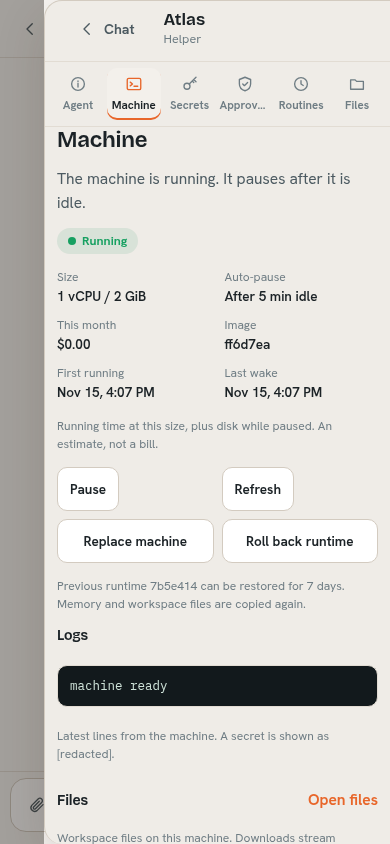 Chat
Atlas
Helper
Agent
Machine
Secrets
Approv...
Routines
Files
Machine
The machine is running. It pauses after it is
idle.
Running
Size
Auto-pause
1 vCPU / 2 GiB
After 5 min idle
This month
Image
$0.00
ff6d7ea
First running
Last wake
Nov 15, 4:07 PM
Nov 15, 4:07 PM
Running time at this size, plus disk while paused. An
estimate, not a bill.
Pause
Refresh
Replace machine
Roll back runtime
Previous runtime 7b5e414 can be restored for 7 days.
Memory and workspace files are copied again.
Logs
machine ready
Latest lines from the machine. A secret is shown as
[redacted].
Files
Open files
Workspace files on this machine. Downloads stream